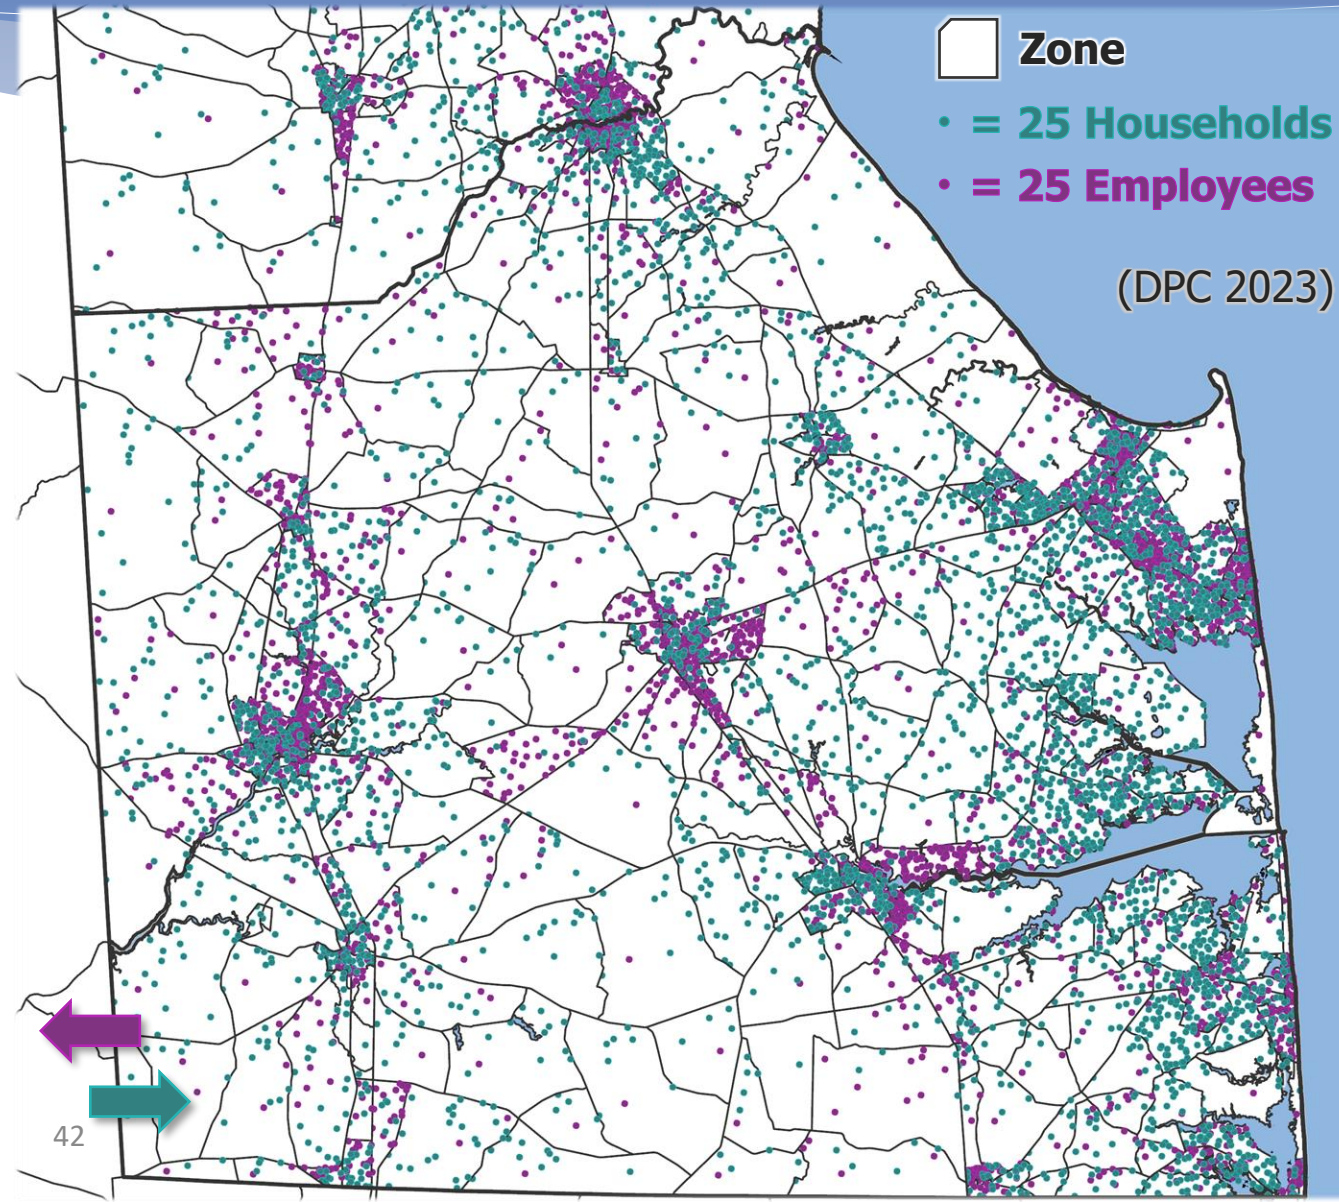 Zone
• = 25 Households
• = 25 Employees
(DPC 2023)
42